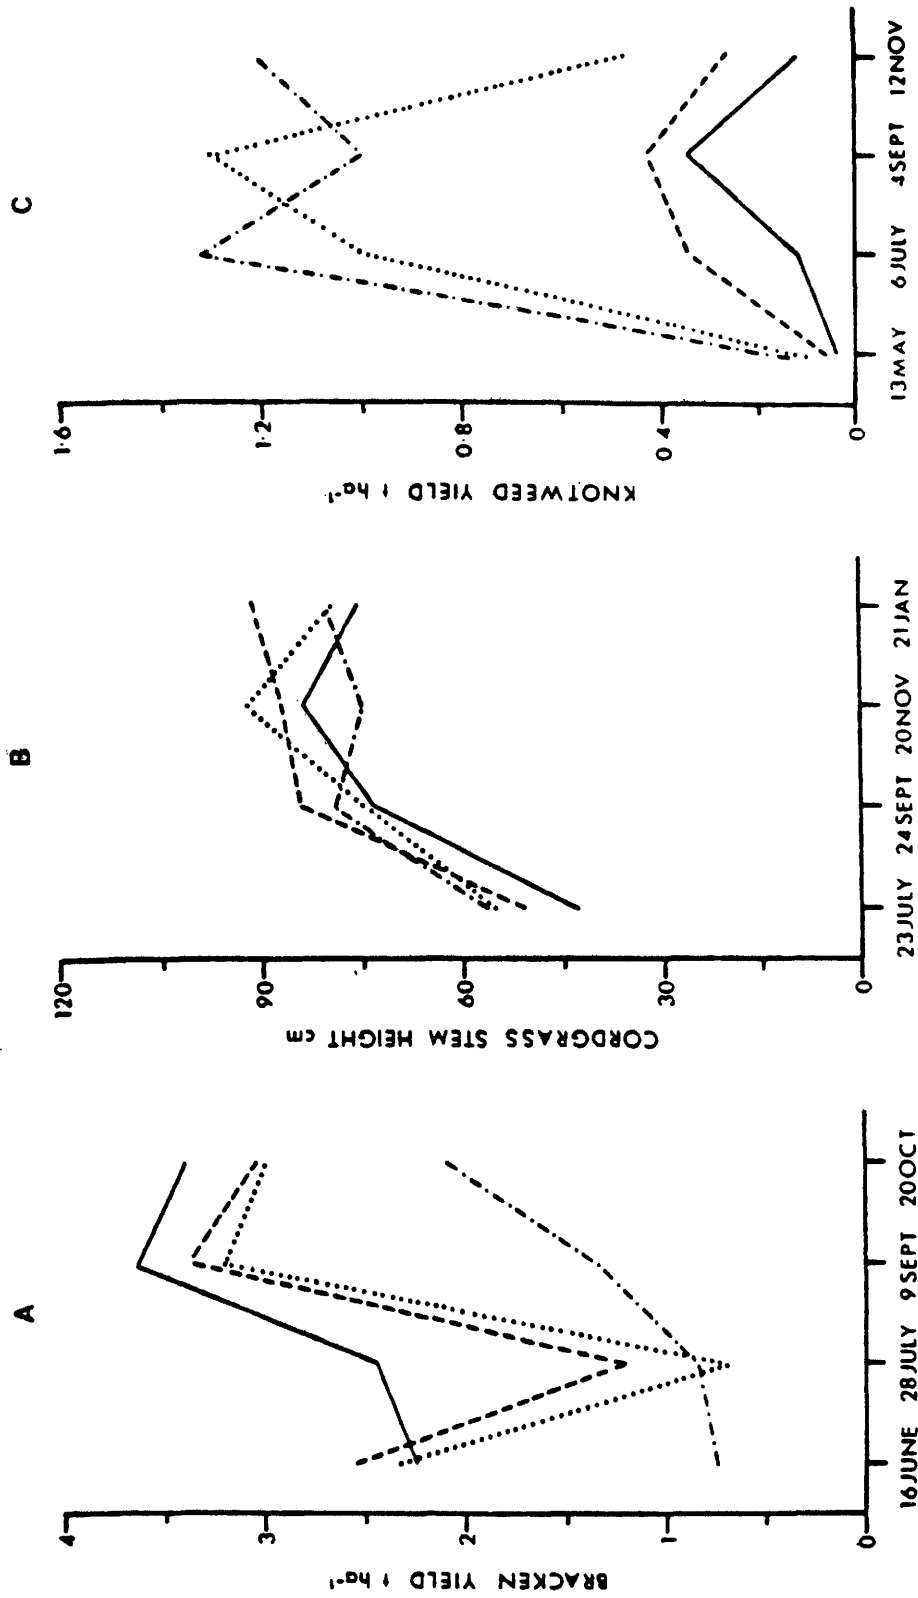 A
BRACKEN YIELD t ha⁻¹
4
3
2
1
0
16JUNE 28JULY 9SEPT 20OCT
B
CORDGRASS STEM HEIGHT cm
120
90
60
30
0
23JULY 24SEPT 20NOV 21JAN
C
KNOTWEED YIELD t ha⁻¹
1·6
1·2
0·8
0·4
0
13MAY 6JULY 4SEPT 12NOV